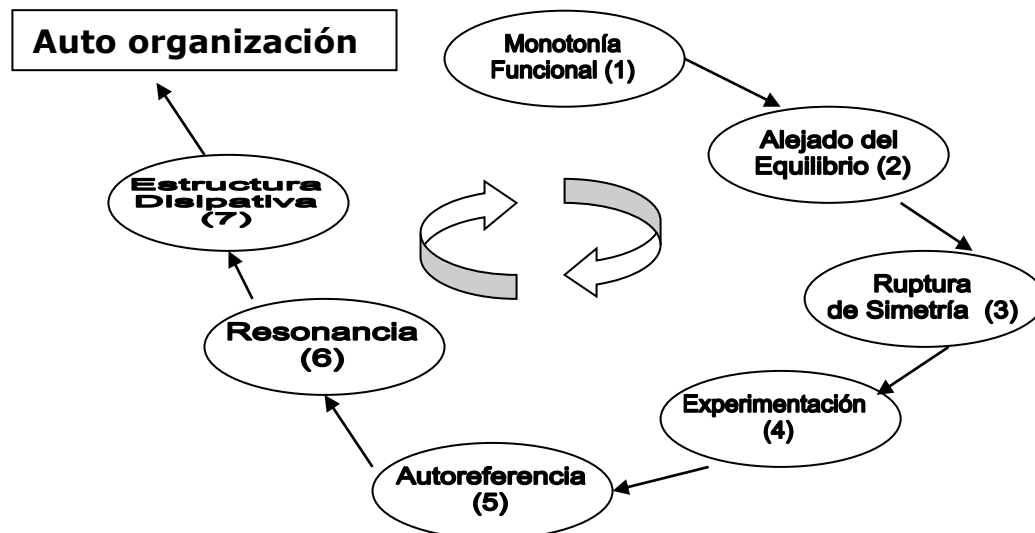 Auto organización
Monotonía
Funcional (1)
Alejado del
Equilibrio (2)
Ruptura
de Simetría (3)
Experimentación
(4)
Autoreferencia
(5)
Resonancia
(6)
Estructura
Disipativa
(7)